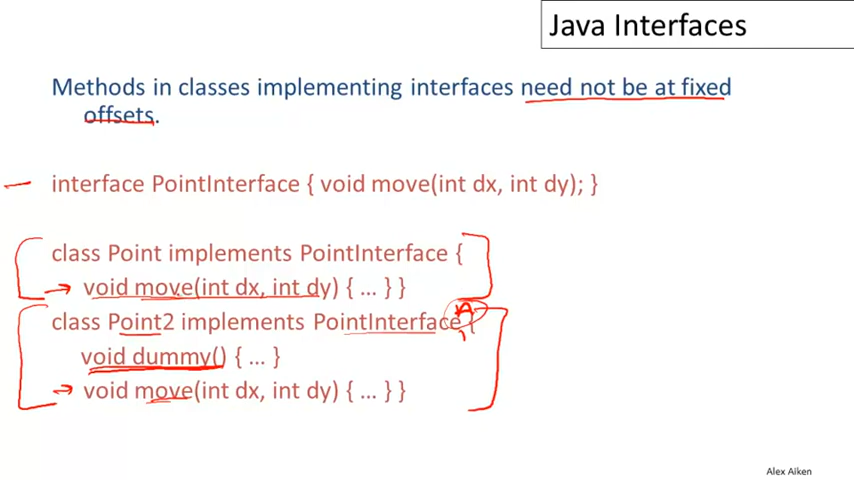 Java Interfaces
Methods in classes implementing interfaces need not be at fixed
offsets.
interface PointInterface { void move(int dx, int dy); }
class Point implements PointInterface {
void move(int dx, int dy) { … } }
class Point2 implements PointInterface {
A
void dummy() { … }
void move(int dx, int dy) { … } }
Alex Aiken